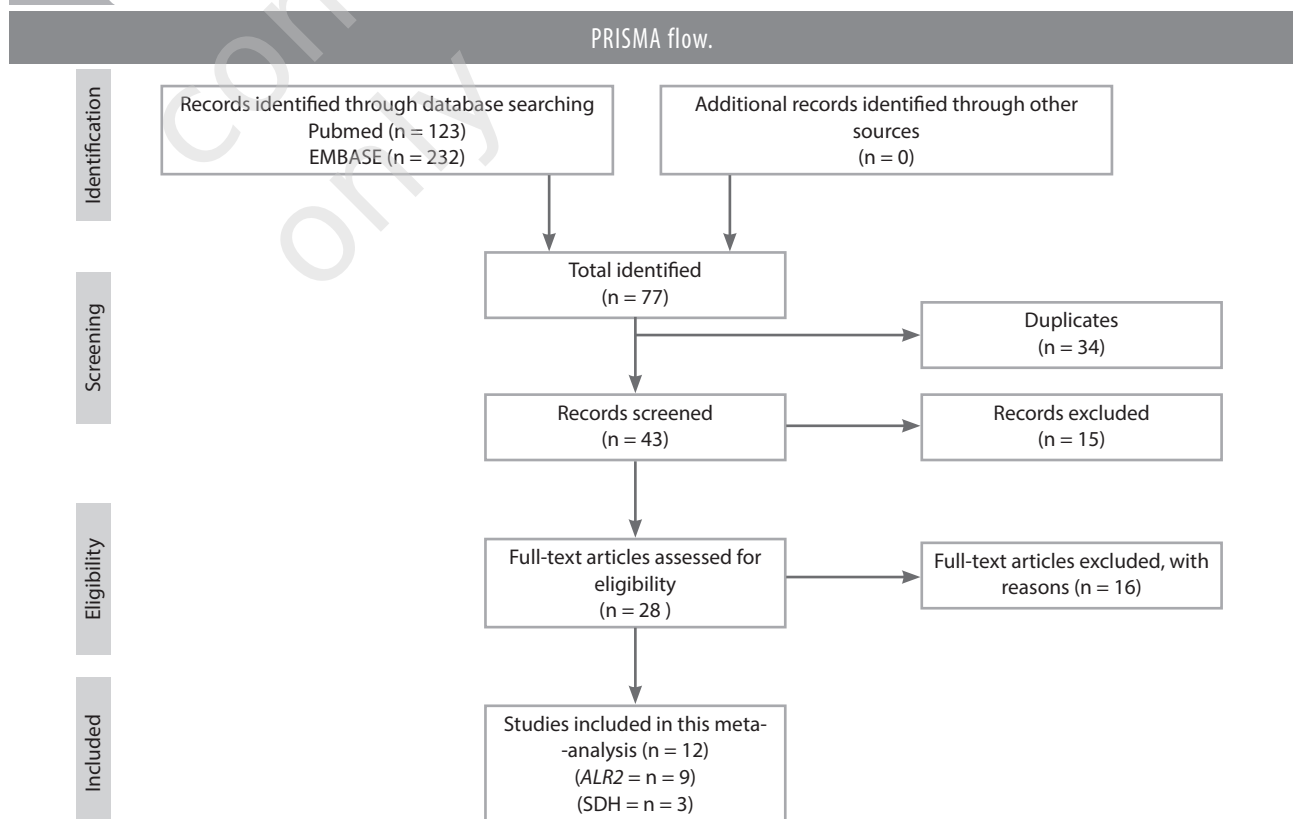 PRISMA flow.
Identification
Records identified through database searching
Pubmed (n = 123)
EMBASE (n = 232)
Additional records identified through other
sources
(n = 0)
Screening
Total identified
(n = 77)
Duplicates
(n = 34)
Records screened
(n = 43)
Records excluded
(n = 15)
Eligibility
Full-text articles assessed for
eligibility
(n = 28 )
Full-text articles excluded, with
reasons (n = 16)
Included
Studies included in this meta-
-analysis (n = 12)
(ALR2 = n = 9)
(SDH = n = 3)
only